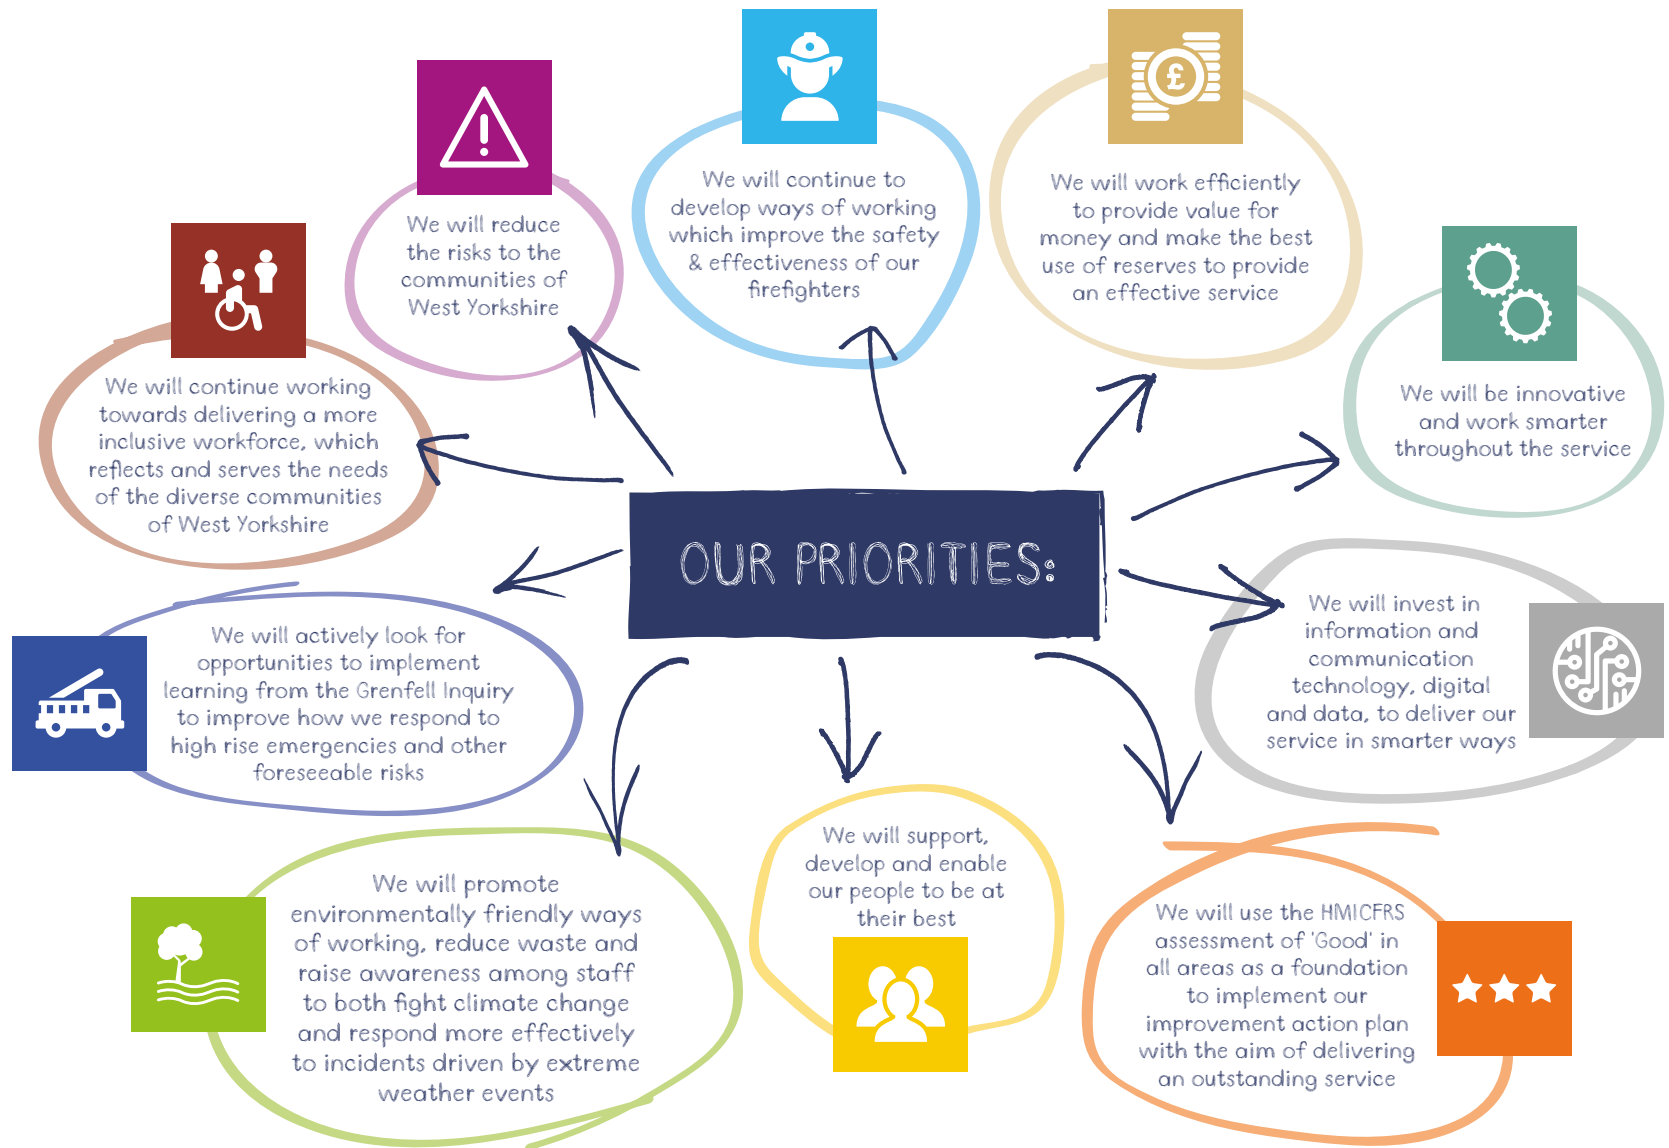 We will continue to
develop ways of working
which improve the safety
& effectiveness of our
firefighters
We will work efficiently
to provide value for
money and make the best
use of reserves to provide
an effective service
£
We will reduce
the risks to the
communities of
West Yorkshire
We will be innovative
and work smarter
throughout the service
We will continue working
towards delivering a more
inclusive workforce, which
reflects and serves the needs
of the diverse communities
of West Yorkshire
OUR PRIORITIES:
We will invest in
information and
communication
technology, digital
and data, to deliver our
service in smarter ways
We will actively look for
opportunities to implement
learning from the Grenfell Inquiry
to improve how we respond to
high rise emergencies and other
foreseeable risks
We will promote
environmentally friendly ways
of working, reduce waste and
raise awareness among staff
to both fight climate change
and respond more effectively
to incidents driven by extreme
weather events
We will support,
develop and enable
our people to be at
their best
We will use the HMICFRS
assessment of 'Good' in
all areas as a foundation
to implement our
improvement action plan
with the aim of delivering
an outstanding service